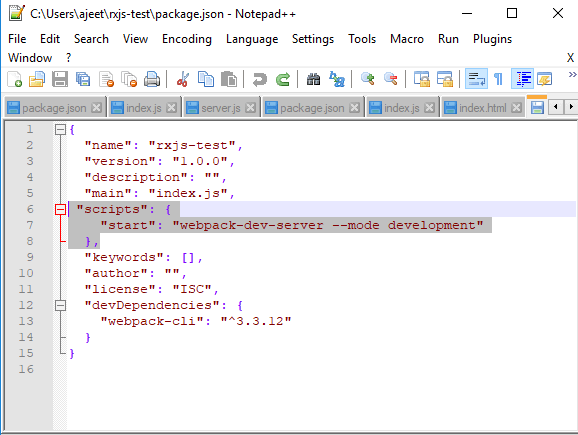 C:\Users\ajeet\rxjs-test\package.json - Notepad++
File Edit Search View Encoding Language Settings Tools Macro Run Plugins
Window ? X
package.json index.js server.js package.json index.js index.html
1 {
2 "name": "rxjs-test",
3 "version": "1.0.0",
4 "description": "",
5 "main": "index.js",
6 "scripts": {
7 "start": "webpack-dev-server --mode development"
8 },
9 "keywords": [],
10 "author": "",
11 "license": "ISC",
12 "devDependencies": {
13 "webpack-cli": "^3.3.12"
14 }
15 }
16